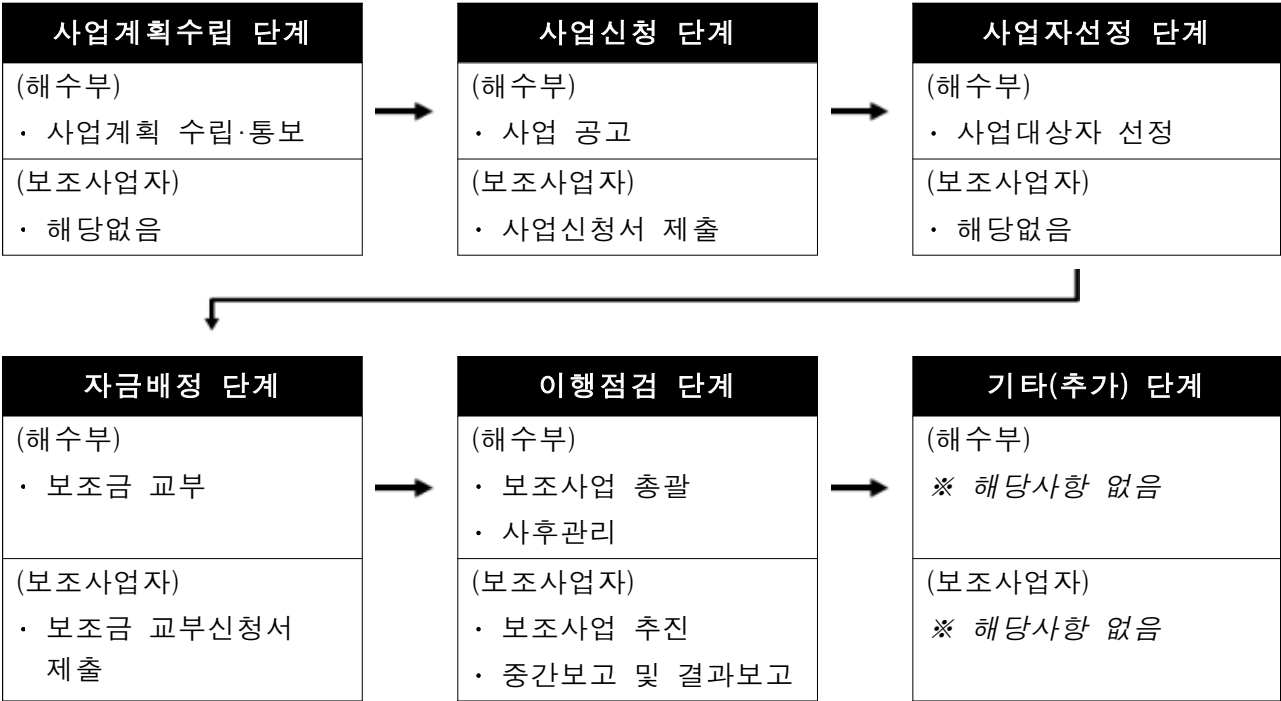 사업계획수립 단계
(해수부)
· 사업계획 수립·통보
(보조사업자)
· 해당없음
사업신청 단계
(해수부)
· 사업 공고
(보조사업자)
· 사업신청서 제출
사업자선정 단계
(해수부)
· 사업대상자 선정
(보조사업자)
· 해당없음
자금배정 단계
(해수부)
· 보조금 교부
(보조사업자)
· 보조금 교부신청서
제출
이행점검 단계
(해수부)
· 보조사업 총괄
· 사후관리
(보조사업자)
· 보조사업 추진
· 중간보고 및 결과보고
기타(추가) 단계
(해수부)
※ 해당사항 없음
(보조사업자)
※ 해당사항 없음